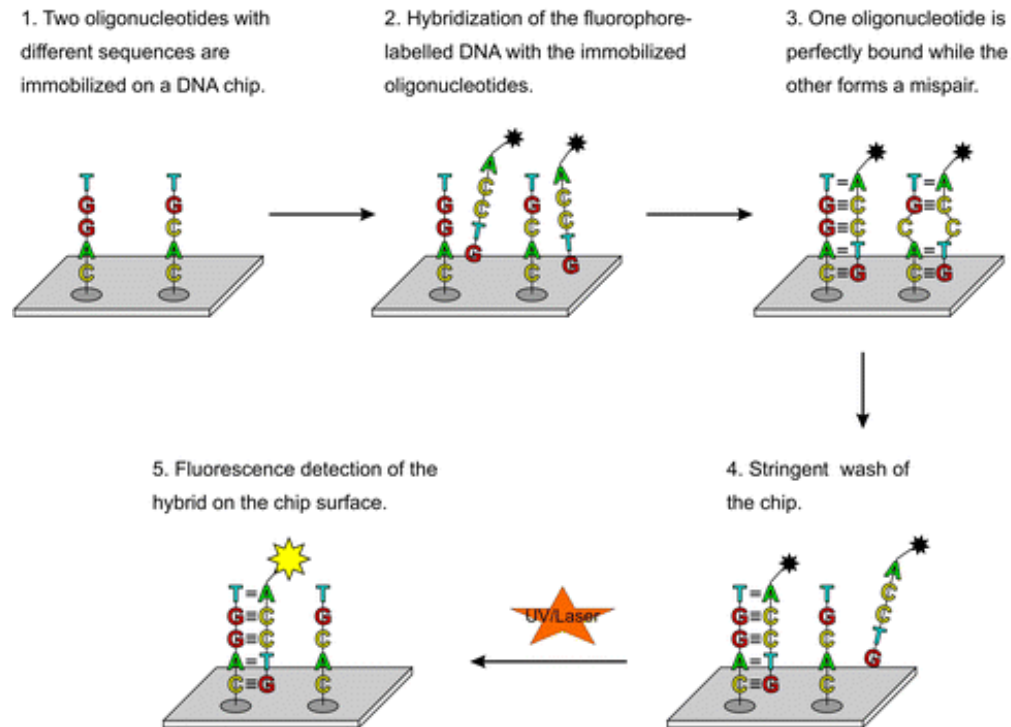 1. Two oligonucleotides with
different sequences are
immobilized on a DNA chip.
T T
G G
G C
A A
C C
2. Hybridization of the fluorophore-
labelled DNA with the immobilized
oligonucleotides.
T A T A
G C G C
G C C C
A T A T
C G C G
3. One oligonucleotide is
perfectly bound while the
other forms a mispair.
T=A T=A
G≡C G≡C
G≡C C C
A=T A=T
C≡G C≡G
4. Stringent wash of
the chip.
T=A T A
G≡C G C
G≡C C C
A=T A T
C≡G C G
UV/Laser
5. Fluorescence detection of the
hybrid on the chip surface.
T=A T
G≡C G
G≡C C
A=T A
C≡G C